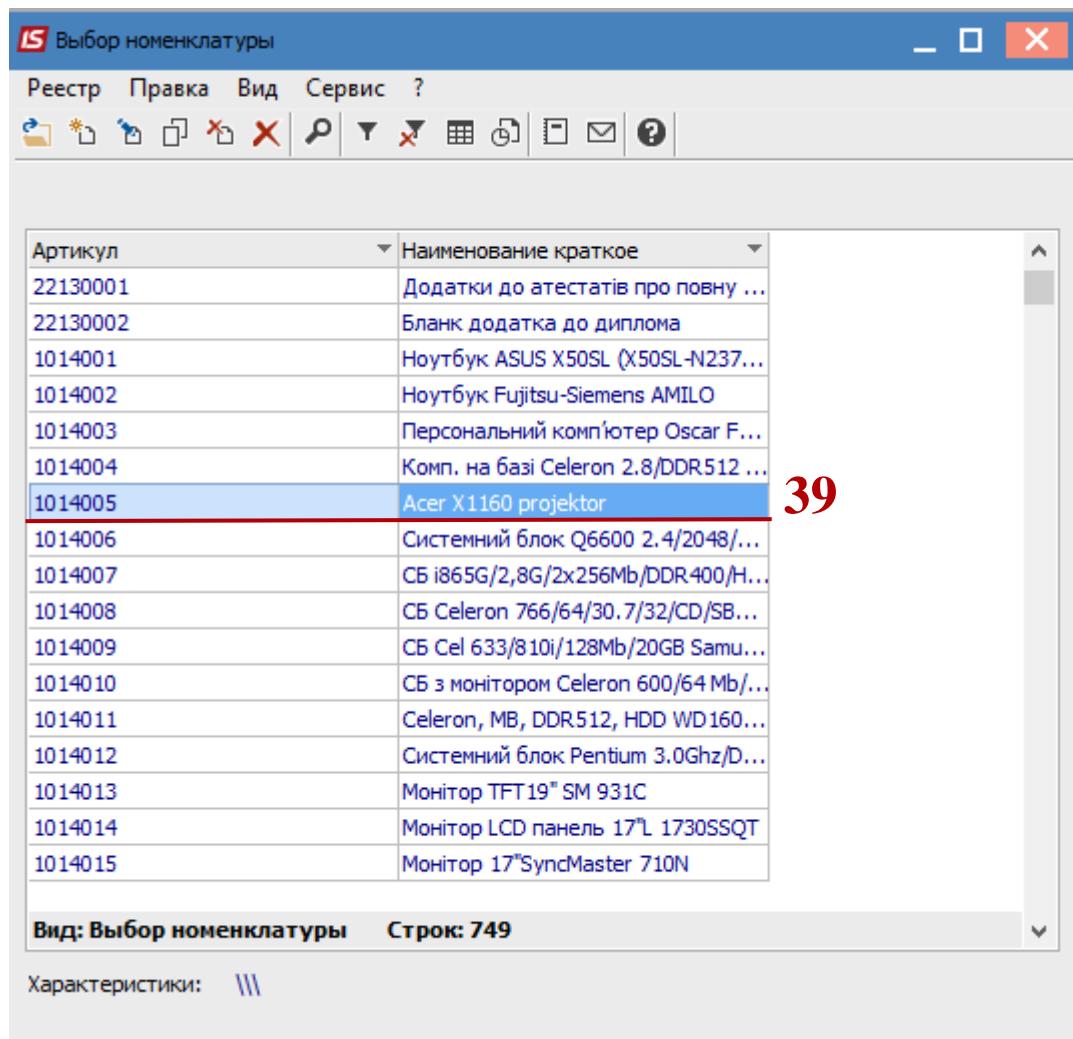 IS Выбор номенклатуры
Реестр Правка Вид Сервис ?
Артикул Наименование краткое
22130001 Додатки до атестатів про повну ...
22130002 Бланк додатка до диплома
1014001 Ноутбук ASUS X50SL (X50SL-N237...
1014002 Ноутбук Fujitsu-Siemens AMILO
1014003 Персональний комп'ютер Oscar F...
1014004 Комп. на базі Celeron 2.8/DDR512 ...
1014005 Acer X1160 projektor
39
1014006 Системний блок Q6600 2.4/2048/...
1014007 СБ i865G/2,8G/2x256Mb/DDR400/H...
1014008 СБ Celeron 766/64/30.7/32/CD/SB...
1014009 СБ Cel 633/810i/128Mb/20GB Samu...
1014010 СБ з монітором Celeron 600/64 Mb/...
1014011 Celeron, MB, DDR512, HDD WD160...
1014012 Системний блок Pentium 3.0Ghz/D...
1014013 Монітор TFT19" SM 931C
1014014 Монітор LCD панель 17"L 1730SSQT
1014015 Монітор 17"SyncMaster 710N
Вид: Выбор номенклатуры Строк: 749
Характеристики: \\\